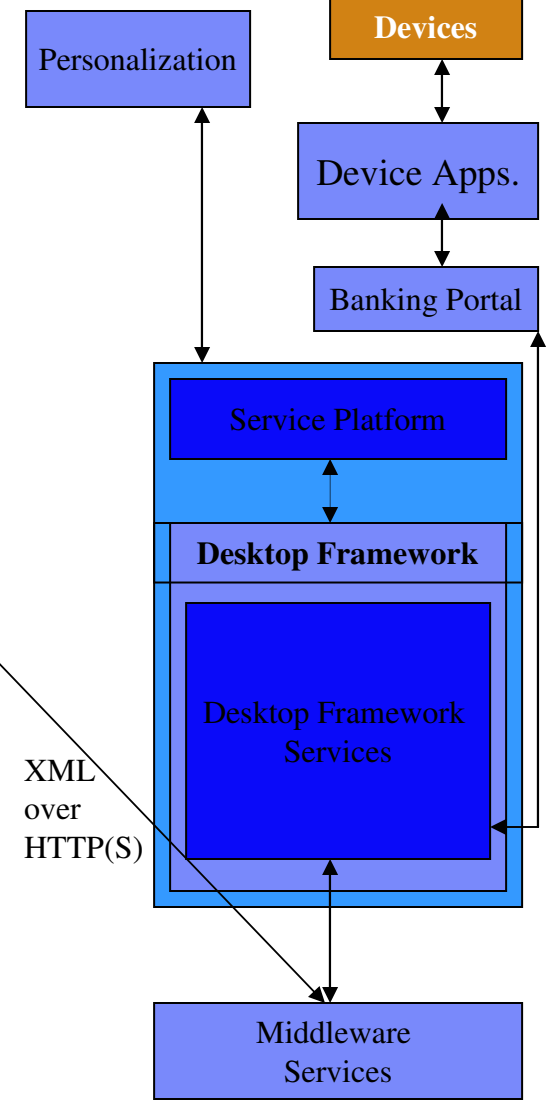 Devices
Personalization
Device Apps.
Banking Portal
Service Platform
Desktop Framework
Desktop Framework
Services
XML
over
HTTP(S)
Middleware
Services